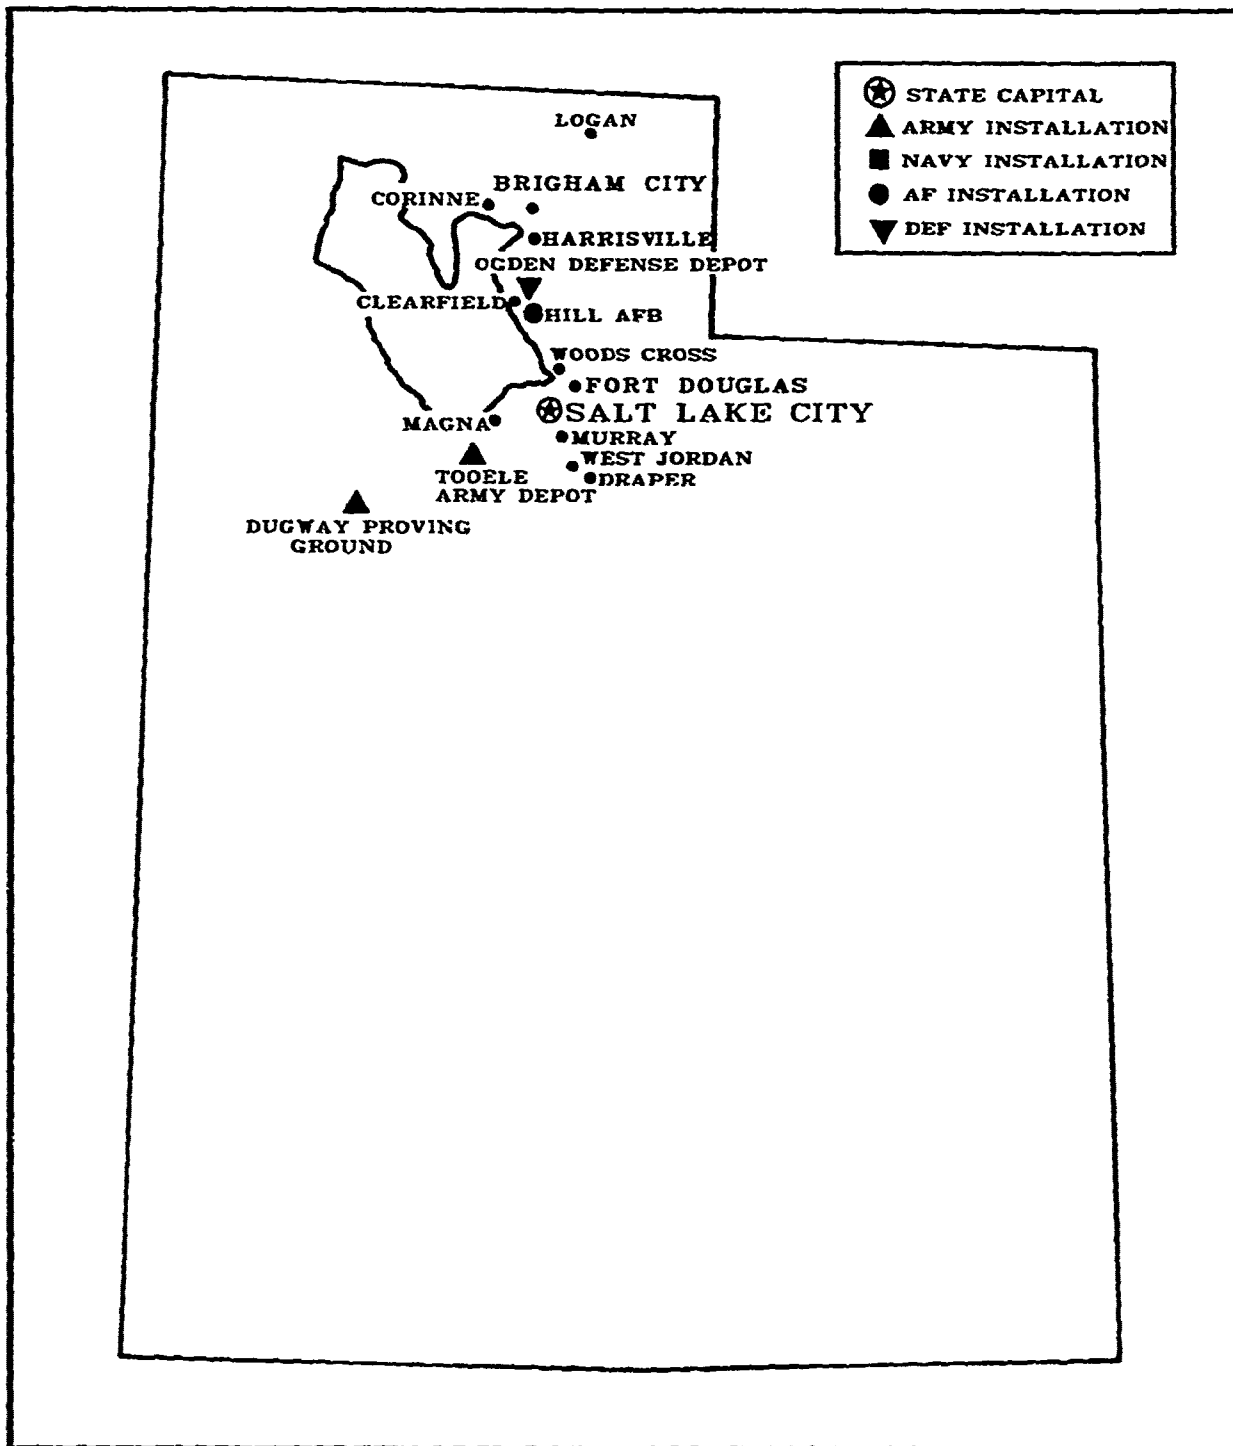 STATE CAPITAL
ARMY INSTALLATION
NAVY INSTALLATION
AF INSTALLATION
DEF INSTALLATION
LOGAN
BRIGHAM CITY
CORINNE
HARRISVILLE
OGDEN DEFENSE DEPOT
CLEARFIELD
HILL AFB
WOODS CROSS
FORT DOUGLAS
SALT LAKE CITY
MAGNA
MURRAY
WEST JORDAN
TOOELE
ARMY DEPOT
DRAPER
DUGWAY PROVING
GROUND